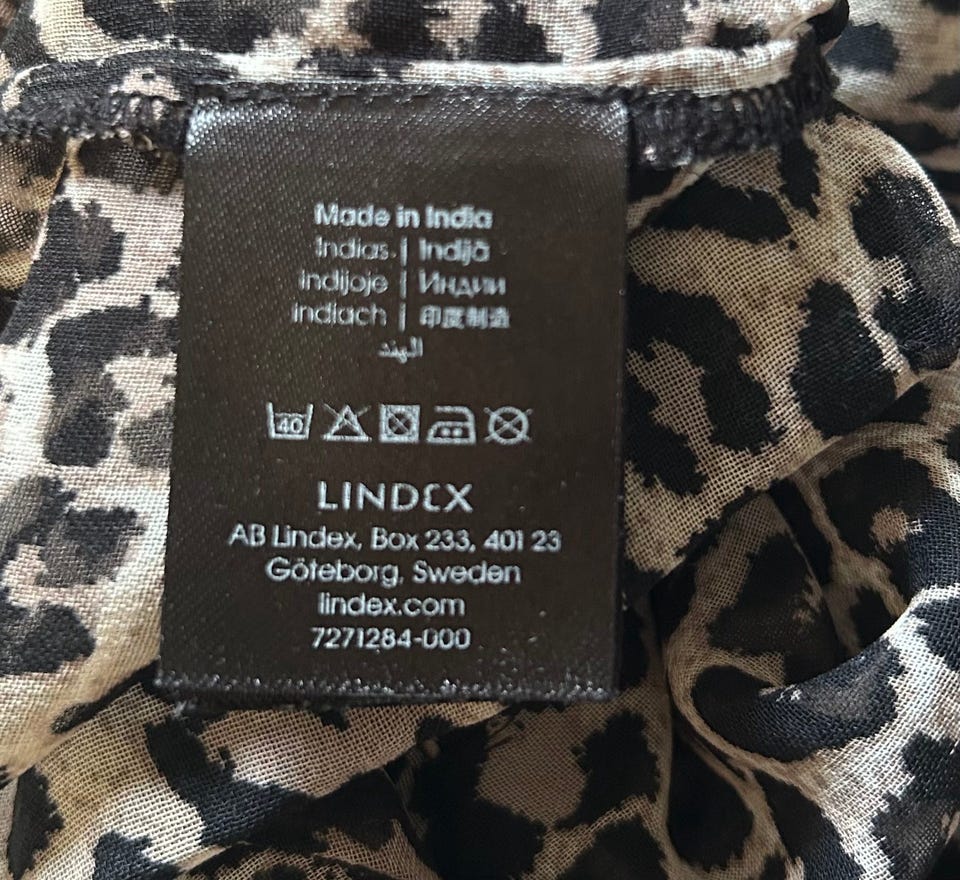 Made in India
Indias | Indijā
Indijoje | Индии
Indiach | 印度制造
الهند
40
LINDEX
AB Lindex, Box 233, 401 23
Göteborg, Sweden
lindex.com
7271284-000